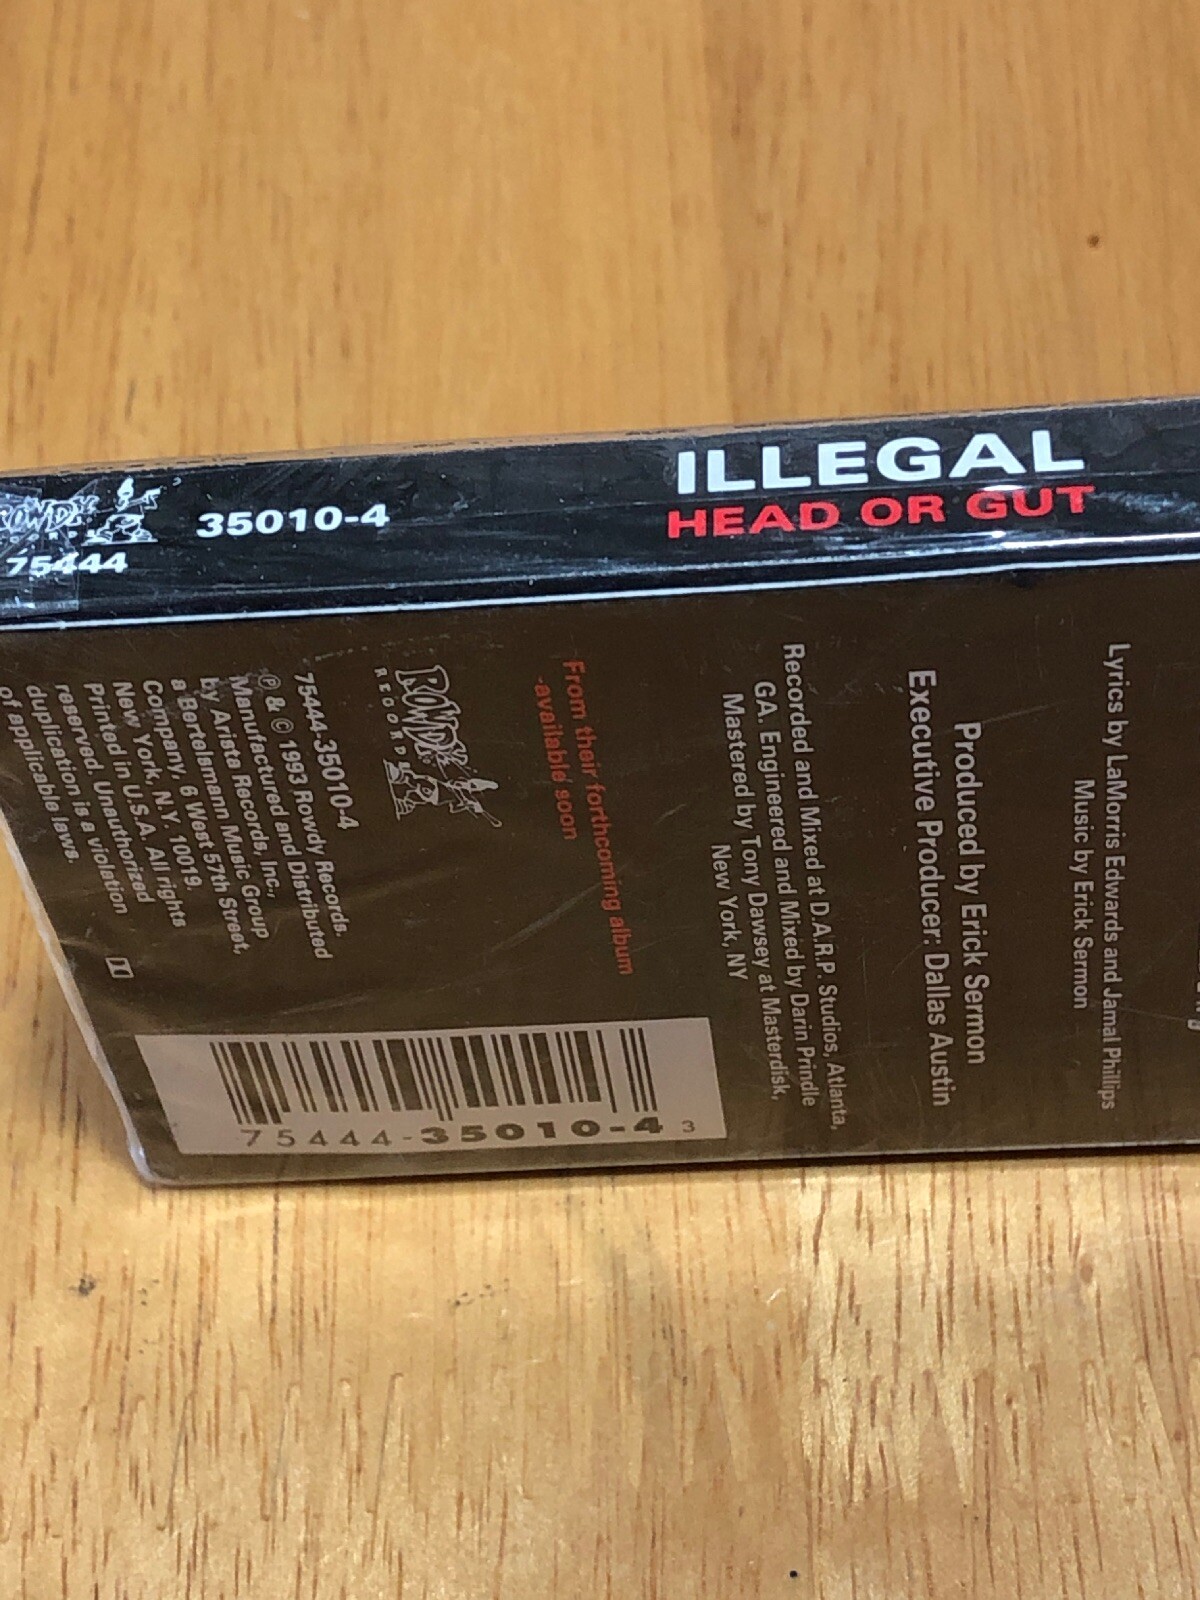 ILLEGAL
HEAD OR GUT
35010-4
ROWDY
RECORDS
75444
Lyrics by LaMorris Edwards and Jamal Phillips
Music by Erick Sermon
Produced by Erick Sermon
Executive Producer: Dallas Austin
Recorded and Mixed at D.A.R.P. Studios, Atlanta,
GA. Engineered and Mixed by Darin Prindle
Mastered by Tony Dawsey at Masterdisk,
New York, NY
From their forthcoming album
-available soon
ROWDY
RECORDS
75444-35010-4
℗ & © 1993 Rowdy Records.
Manufactured and Distributed
by Arista Records, Inc.,
a Bertelsmann Music Group
Company, 6 West 57th Street,
New York, N.Y. 10019.
Printed in U.S.A. All rights
reserved. Unauthorized
duplication is a violation
of applicable laws.
75444-35010-4 3